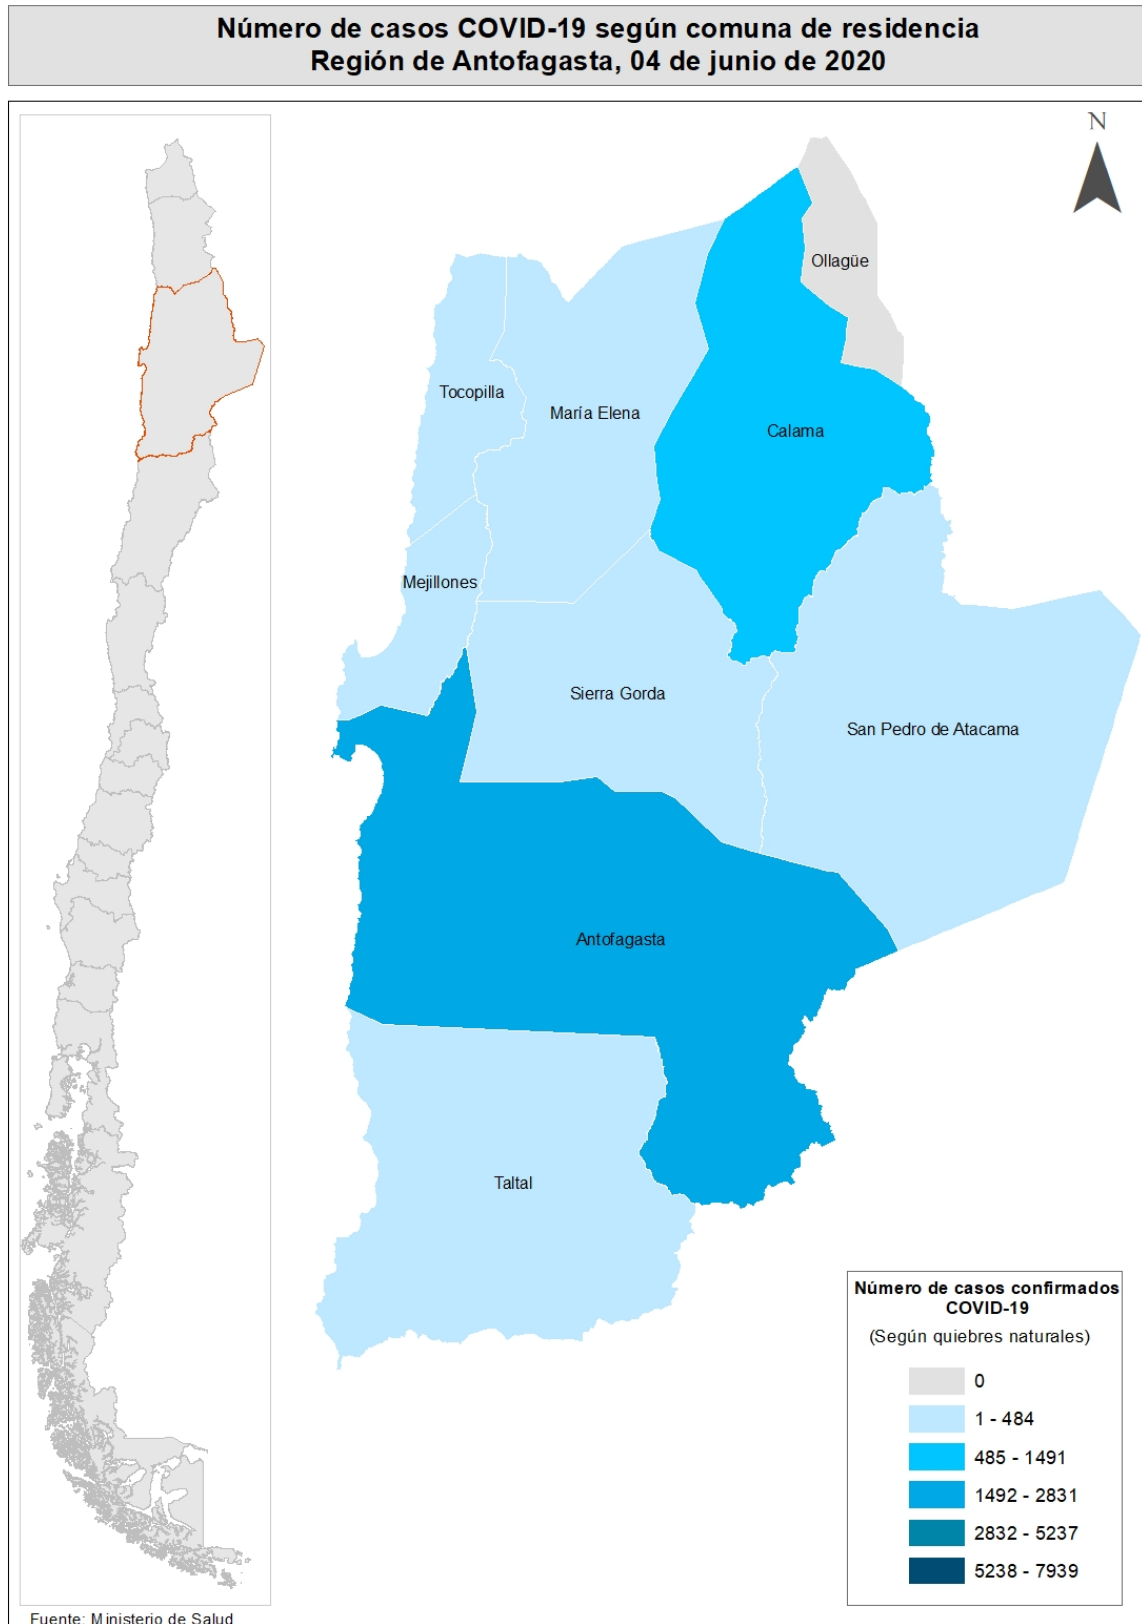 Número de casos COVID-19 según comuna de residencia
Región de Antofagasta, 04 de junio de 2020
N
Ollagüe
Tocopilla
María Elena
Calama
Mejillones
Sierra Gorda
San Pedro de Atacama
Antofagasta
Taltal
Número de casos confirmados
COVID-19
(Según quiebres naturales)
0
1 - 484
485 - 1491
1492 - 2831
2832 - 5237
5238 - 7939
Fuente: Ministerio de Salud